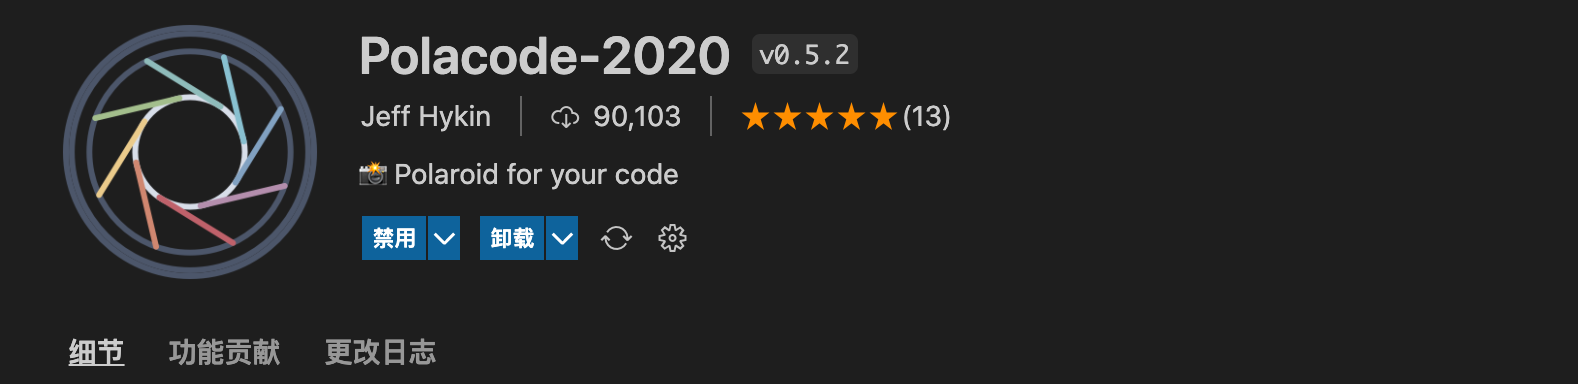 Polacode-2020 v0.5.2
Jeff Hykin 90,103 (13)
Polaroid for your code
禁用 卸载
细节 功能贡献 更改日志